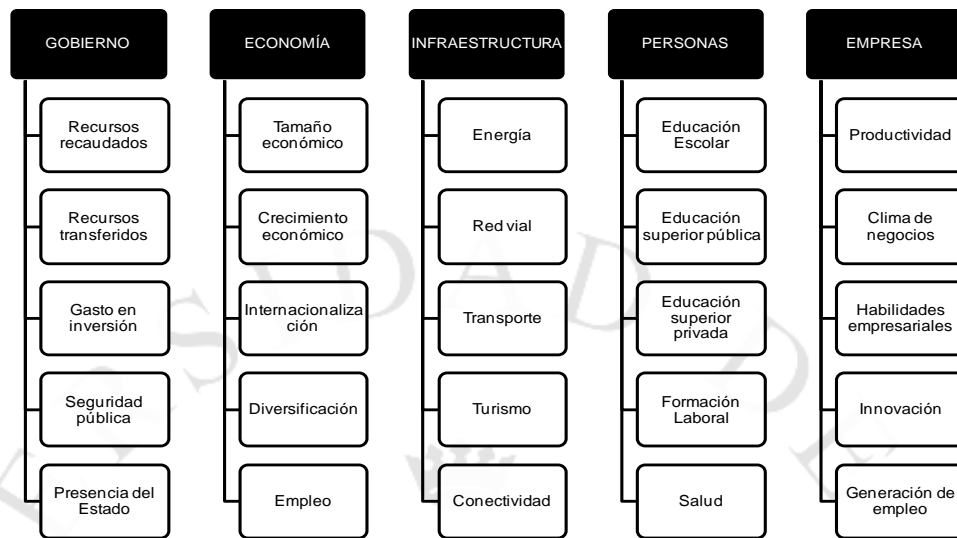 GOBIERNO
Recursos
recaudados
Recursos
transferidos
Gasto en
inversión
Seguridad
pública
Presencia del
Estado
ECONOMÍA
Tamaño
económico
Crecimiento
económico
Internacionaliza
ción
Diversificación
Empleo
INFRAESTRUCTURA
Energía
Red vial
Transporte
Turismo
Conectividad
PERSONAS
Educación
Escolar
Educación
superior pública
Educación
superior
privada
Formación
Laboral
Salud
EMPRESA
Productividad
Clima de
negocios
Habilidades
empresariales
Innovación
Generación de
empleo
ERSIDAD DE